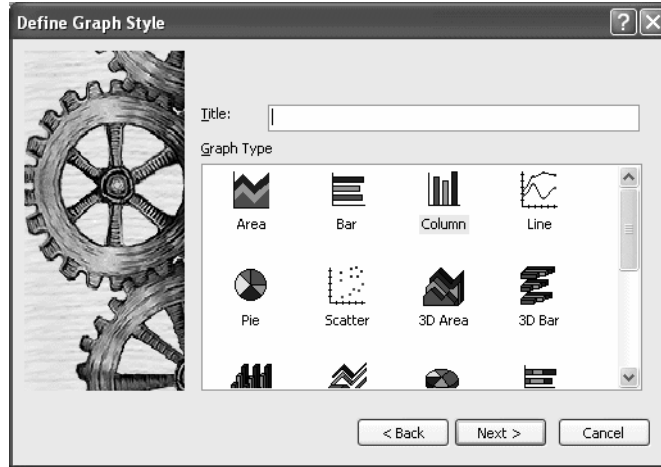 Define Graph Style
Title:
Graph Type
Area Bar Column Line
Pie Scatter 3D Area 3D Bar
< Back Next > Cancel